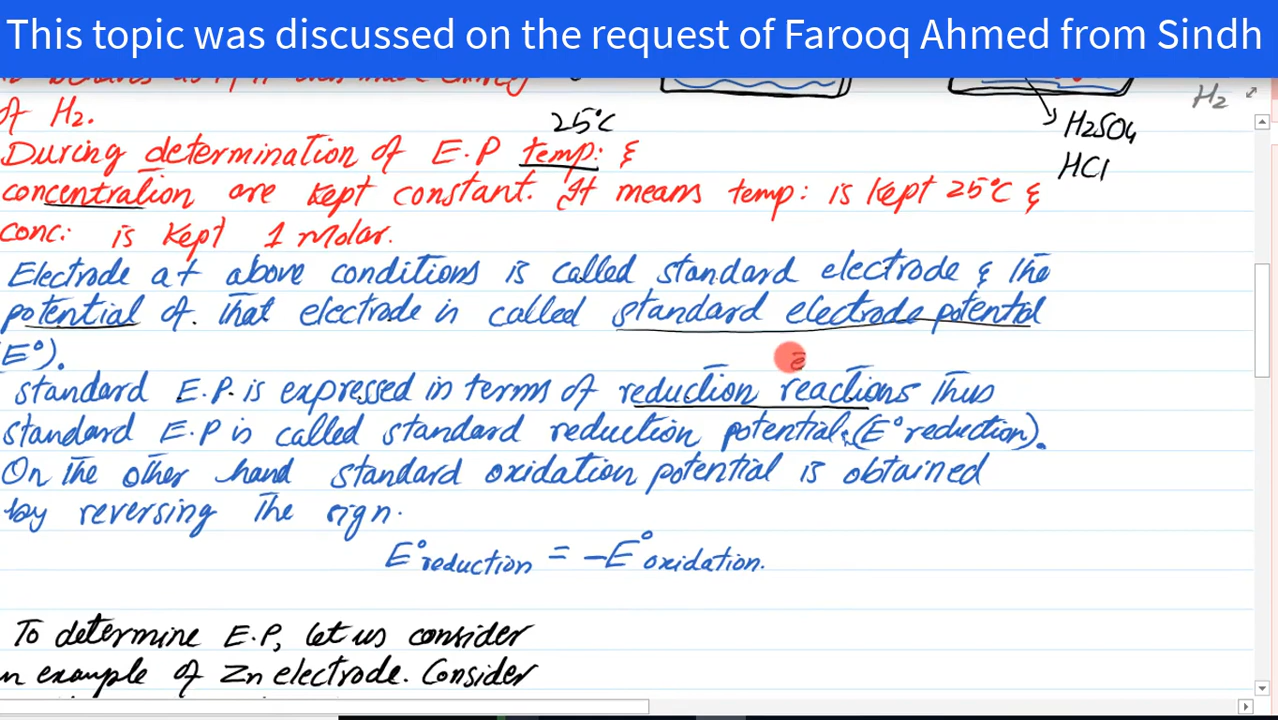 This topic was discussed on the request of Farooq Ahmed from Sindh
of H2.
H2
25°C
H2SO4
HCl
During determination of E.P temp: &
concentration are kept constant. It means temp: is kept 25°C &
conc: is kept 1 Molar.
Electrode at above conditions is called standard electrode & the
potential of that electrode is called standard electrode potential
(E°).
ē
standard E.P. is expressed in terms of reduction reactions thus
standard E.P is called standard reduction potential.(E° reduction).
On the other hand standard oxidation potential is obtained
by reversing the sign.
E°reduction = -E°oxidation.
To determine E.P, let us consider
n example of Zn electrode. Consider